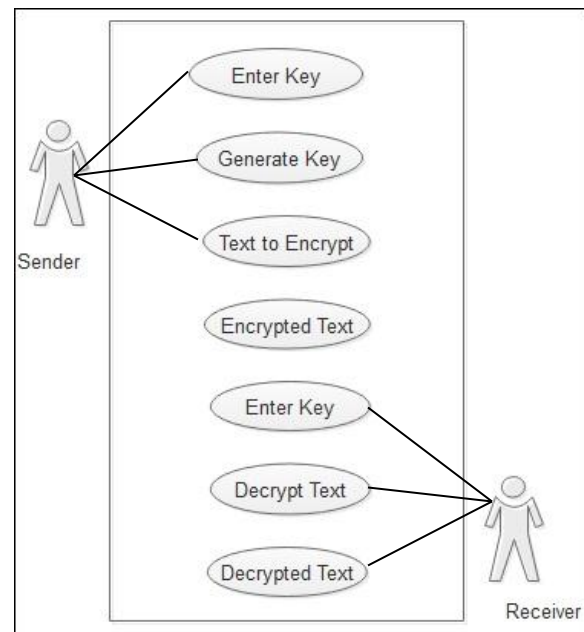 Enter Key
Generate Key
Text to Encrypt
Sender
Encrypted Text
Enter Key
Decrypt Text
Decrypted Text
Receiver